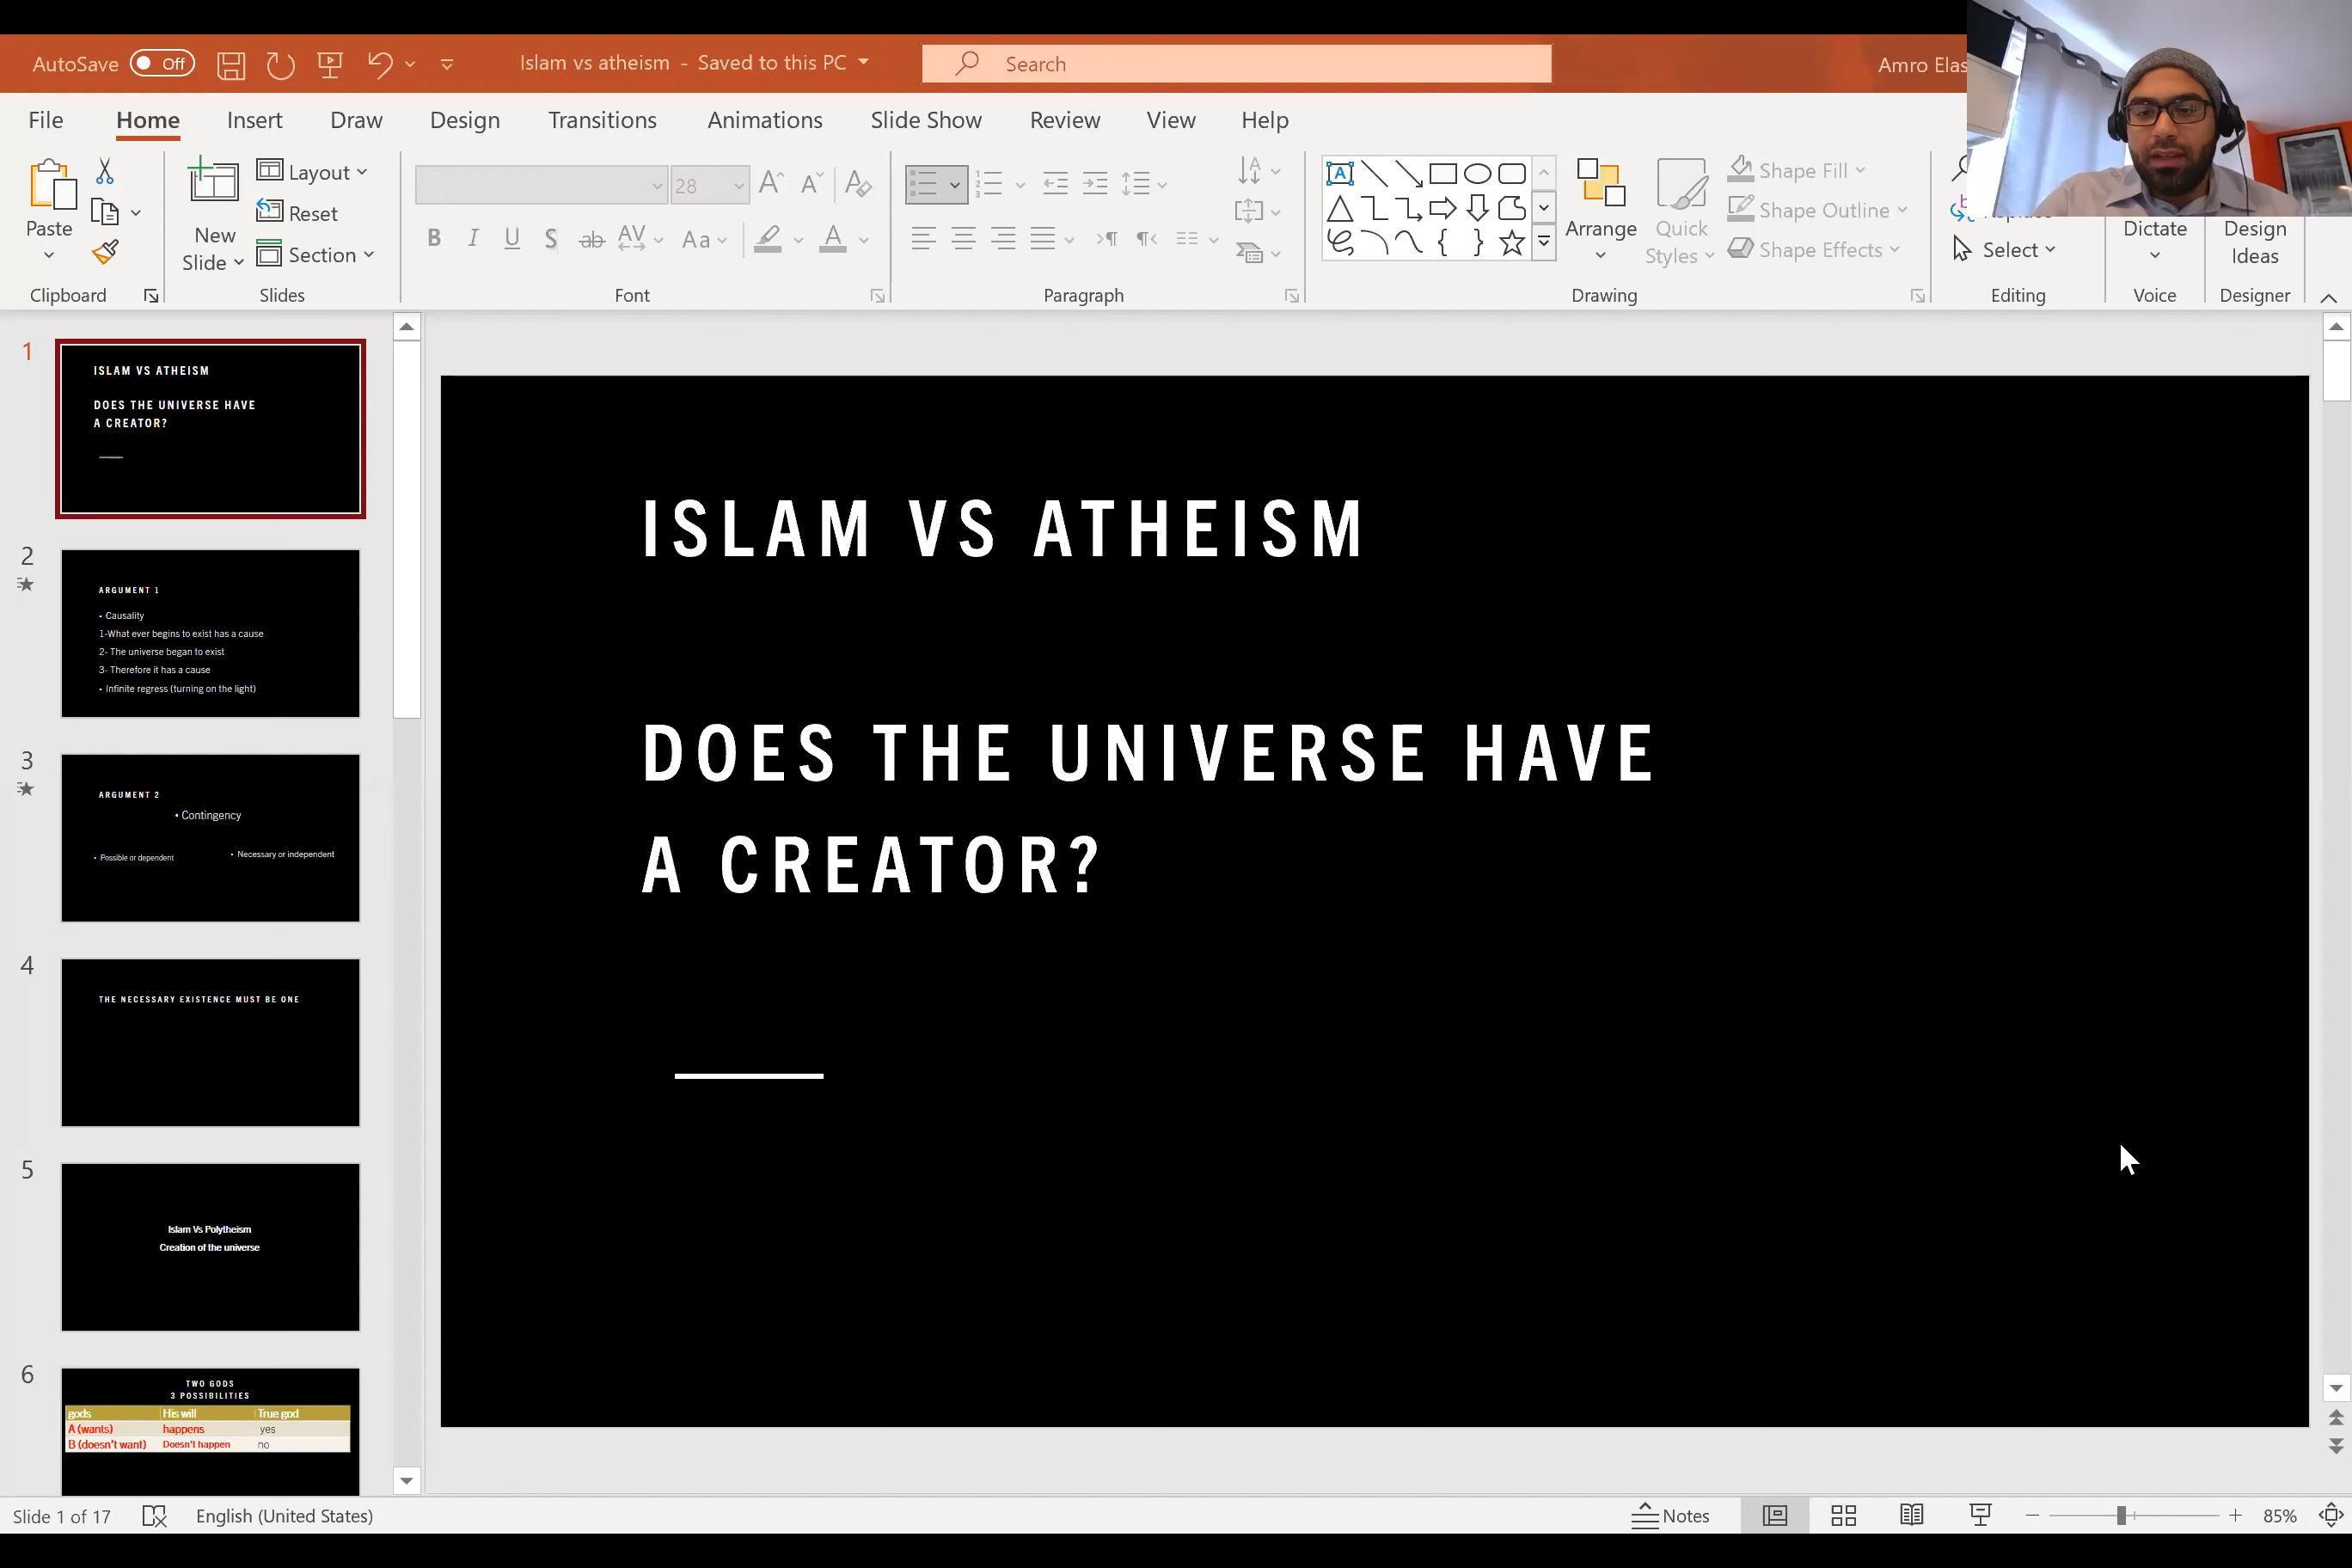 AutoSave Off Islam vs atheism - Saved to this PC Search Amro Elas
File Home Insert Draw Design Transitions Animations Slide Show Review View Help
Paste
Clipboard
New
Slide
Layout
Reset
Section
Slides
28
B I U S ab AV Aa A
Font
Paragraph
Arrange
Quick
Styles
Shape Fill
Shape Outline
Shape Effects
Drawing
Select
Editing
Dictate
Voice
Design
Ideas
Designer
1
ISLAM VS ATHEISM
DOES THE UNIVERSE HAVE
A CREATOR?
2
ARGUMENT 1
• Causality
1-What ever begins to exist has a cause
2- The universe began to exist
3- Therefore it has a cause
• Infinite regress (turning on the light)
3
ARGUMENT 2
• Contingency
• Possible or dependent
• Necessary or independent
4
THE NECESSARY EXISTENCE MUST BE ONE
5
Islam Vs Polytheism
Creation of the universe
6
TWO GODS
3 POSSIBILITIES
gods His will True god
A (wants) happens yes
B (doesn't want) Doesn't happen no
ISLAM VS ATHEISM
DOES THE UNIVERSE HAVE
A CREATOR?
Slide 1 of 17 English (United States) Notes 85%